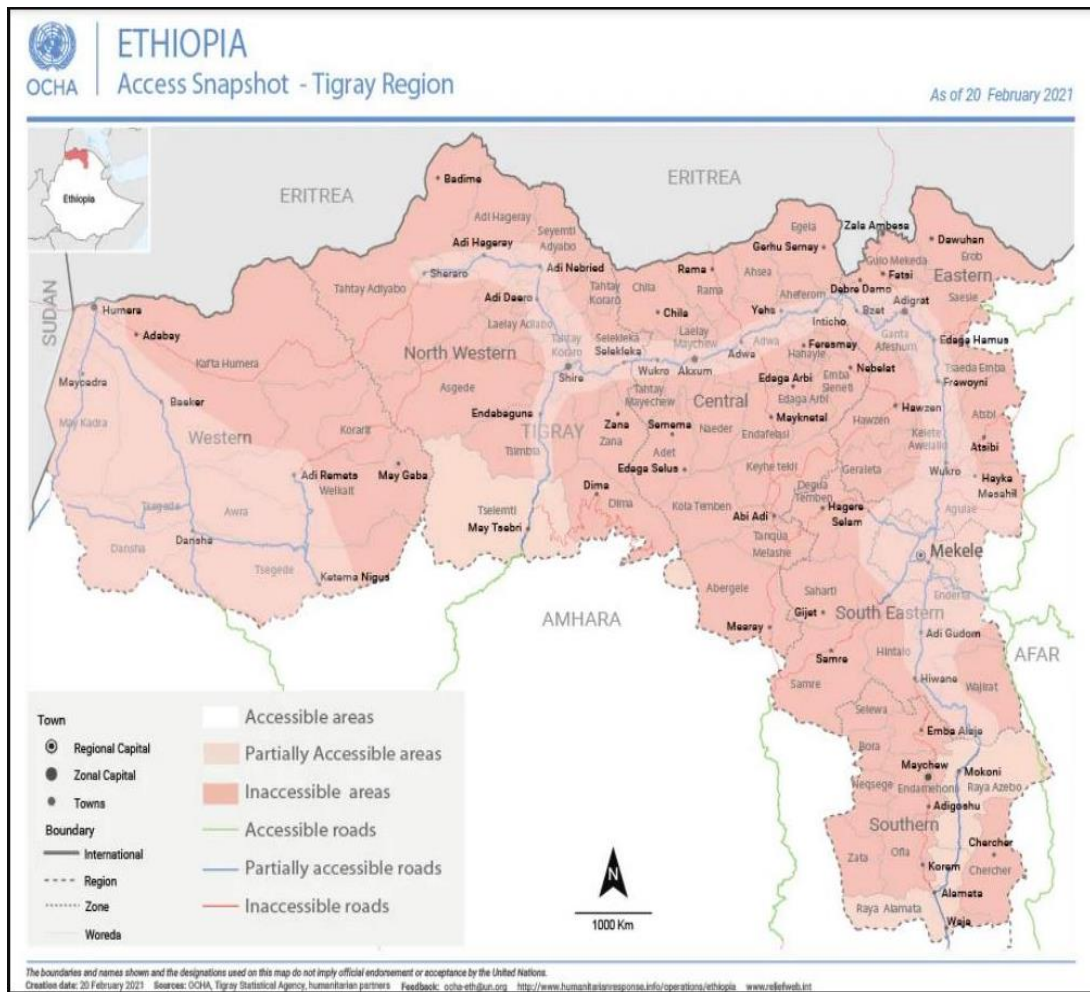 OCHA
ETHIOPIA
Access Snapshot - Tigray Region
As of 20 February 2021
Ethiopia
ERITREA
ERITREA
SUDAN
Badime
Adi Hageray
Seyemti
Adyabo
Adi Hageray
Adi Nebried
Sheraro
Tahtay Adiyabo
Adi Daero
Laelay Adiabo
Tahtay
Koraro
Egela
Gerhu Sernay
Zala Ambesa
Dawuhan
Erob
Gulo Mekeda
Fatsi
Eastern
Rama
Ahsea
Chila
Rama
Chila
Yeha
Aheferom
Debre Damo
Bzet
Adigrat
Saesie
Inticho
Ganta
Afeshum
Edaga Hamus
Humera
Adabay
Kafta Humera
North Western
Tahtay
Koraro
Selekleka
Selekleka
Laelay
Maychew
Adwa
Adwa
Feresmay
Hahayle
Shire
Wukro
Akxum
Maycadra
May Kadra
Baeker
Asgede
Tahtay
Mayechew
Edaga Arbi
Emba
Sieneti
Nebelat
Tsaeda Emba
Frewoyni
Western
Korarit
Endabaguna
TIGRAY
Central
Edaga Arbi
Hawzen
Hawzen
Atsbi
Atsibi
Zana
Zana
Semema
Adet
Naeder
Mayknetal
Endafelasi
Kelete
Awelallo
Tsimbla
Adi Remets
Welkait
May Gaba
Edaga Selus
Keyhe tekli
Geraleta
Wukro
Hayka
Masahil
Dima
Dima
Kola Temben
Degua
Temben
Hagere
Selam
Agulae
Tsegede
Awra
Tselemti
May Tsebri
Abi Adi
Tanqua
Melashe
Dansha
Dansha
Tsegede
Ketema Nigus
Mekele
Abergele
Saharti
Enderta
Gijet
South Eastern
AMHARA
Mearay
Adi Gudom
AFAR
Samre
Samre
Hintalo
Hiwane
Wajirat
Selewa
Bora
Emba Alaje
Maychew
Mokoni
Neqsege
Endamehoni
Raya Azebo
Adigoshu
Southern
Zata
Ofla
Korem
Chercher
Chercher
Alamata
Raya Alamata
Waja
Town
Regional Capital
Zonal Capital
Towns
Boundary
International
Region
Zone
Woreda
Accessible areas
Partially Accessible areas
Inaccessible areas
Accessible roads
Partially accessible roads
Inaccessible roads
N
1000 Km
The boundaries and names shown and the designations used on this map do not imply official endorsement or acceptance by the United Nations.
Creation date: 20 February 2021 Sources: OCHA, Tigray Statistical Agency, humanitarian partners Feedback: ocha-eth@un.org http://www.humanitarianresponse.info/operations/ethiopia www.reliefweb.int